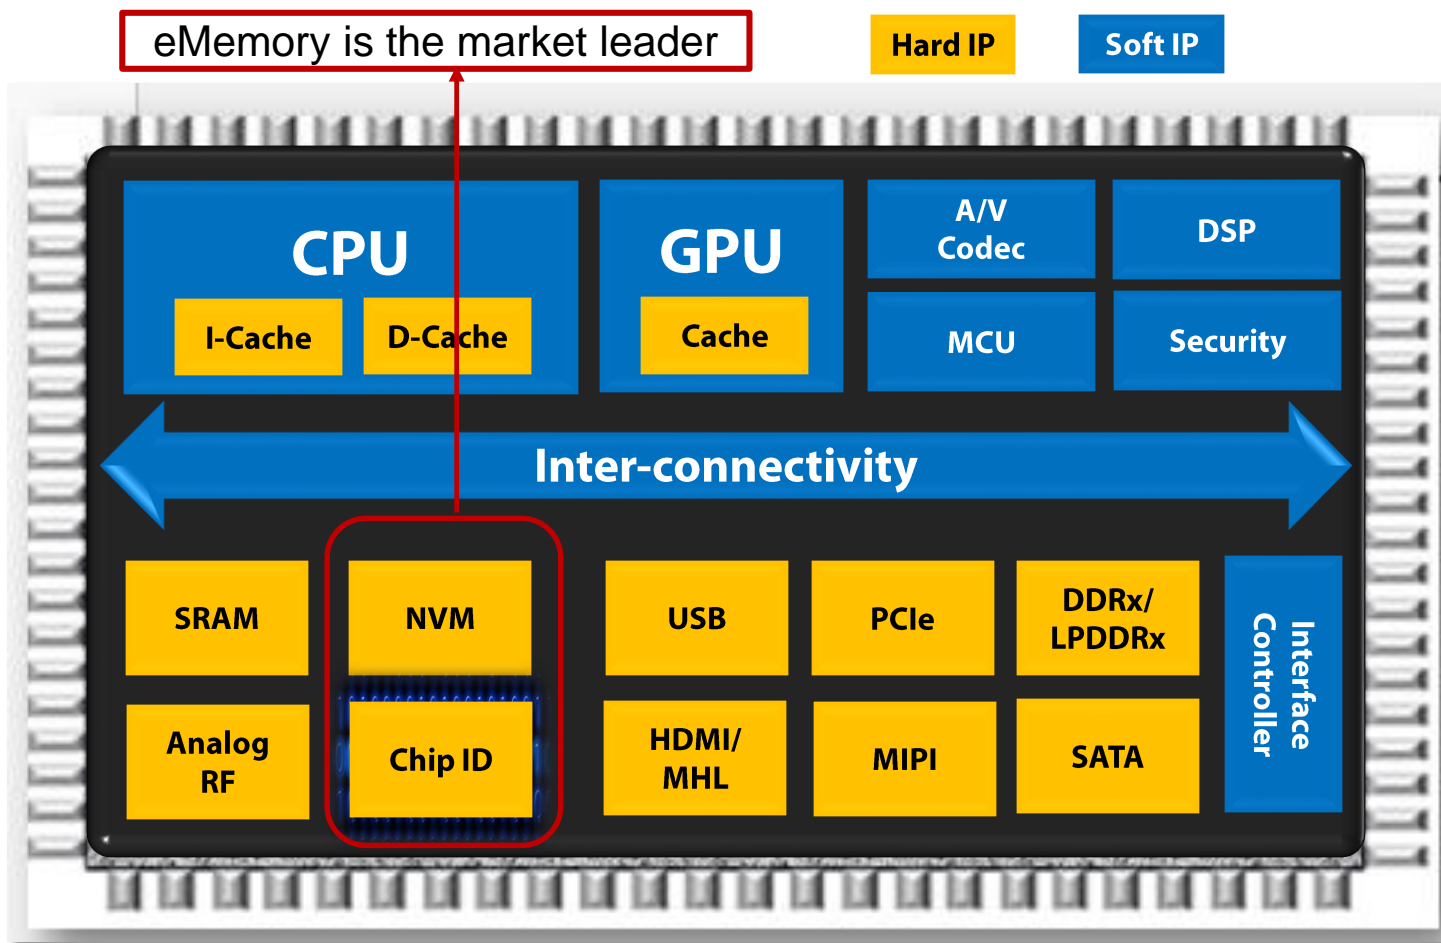 eMemory is the market leader
Hard IP
Soft IP
CPU
I-Cache
D-Cache
GPU
Cache
A/V
Codec
DSP
MCU
Security
Inter-connectivity
SRAM
NVM
USB
PCIe
DDRx/
LPDDRx
Interface
Controller
Analog
RF
Chip ID
HDMI/
MHL
MIPI
SATA